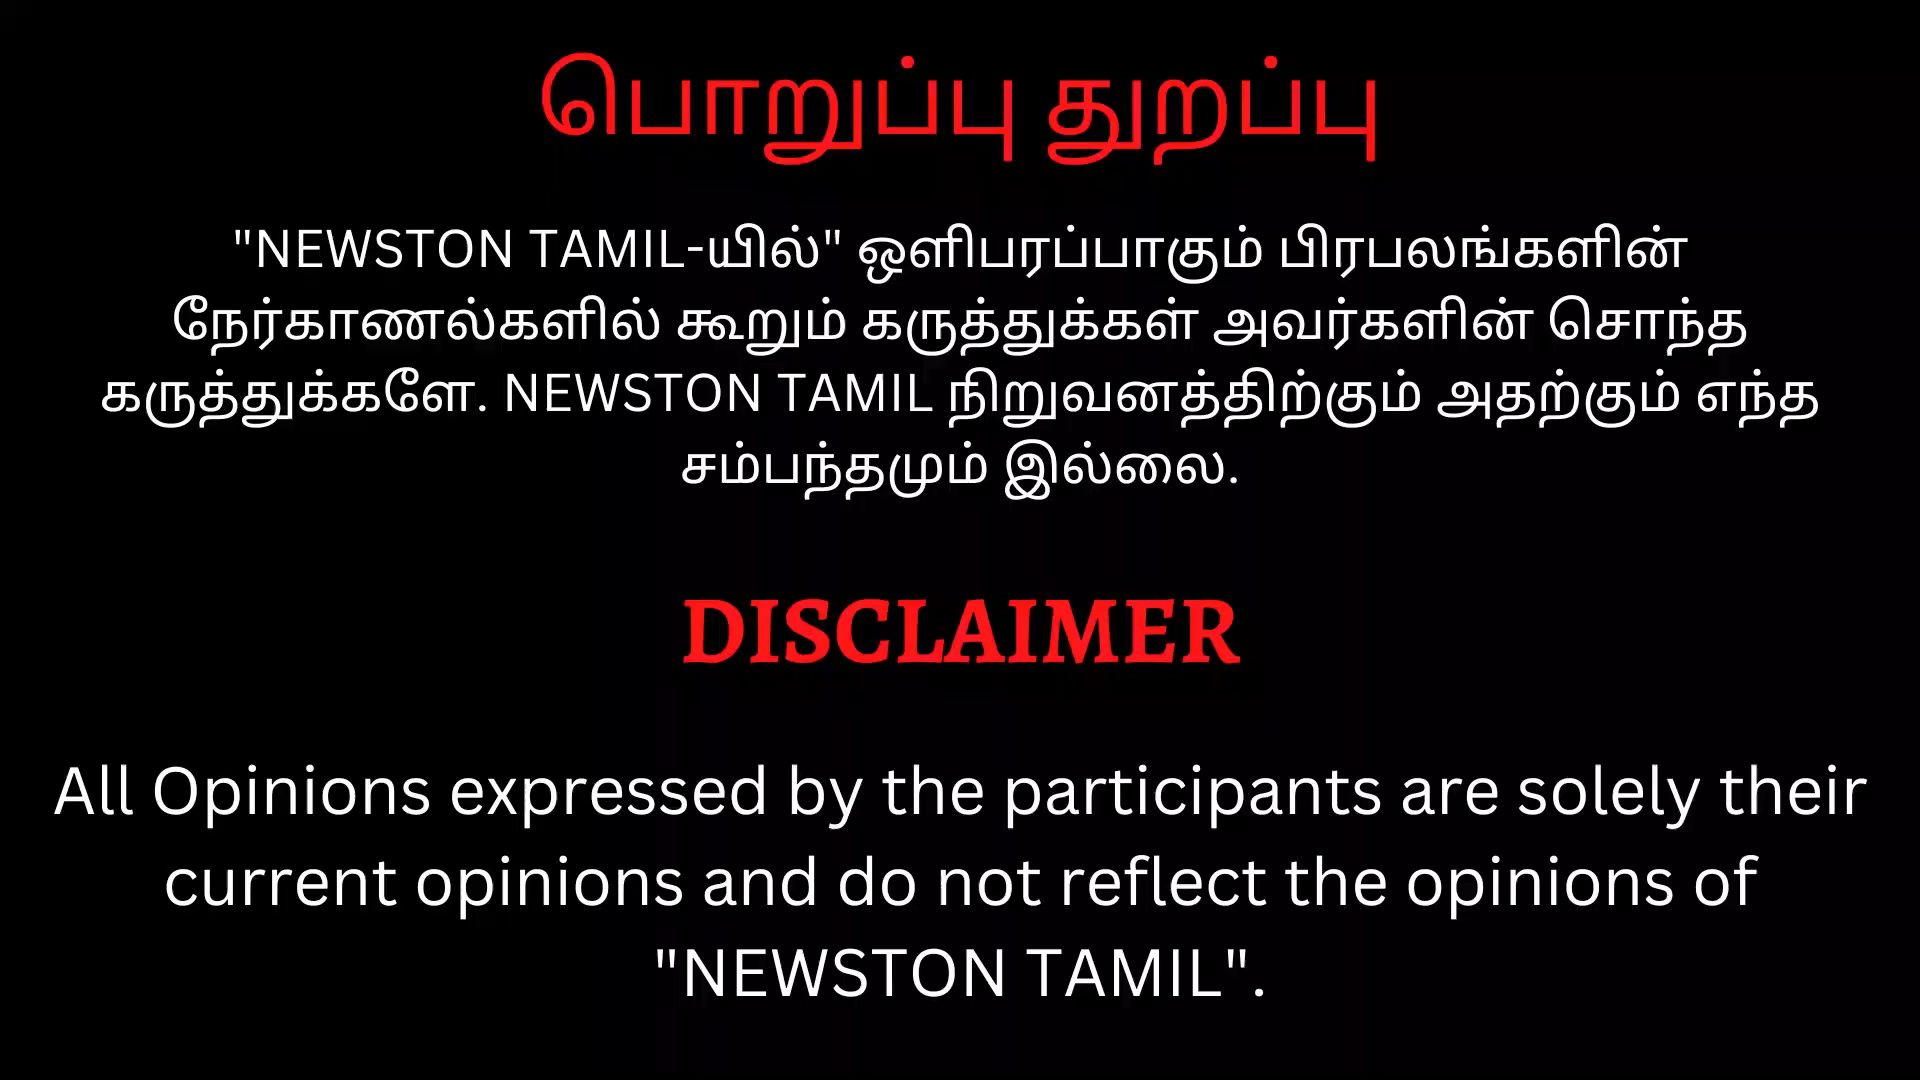 பொறுப்பு துறப்பு
"NEWSTON TAMIL-யில்" ஒளிபரப்பாகும் பிரபலங்களின்
நேர்காணல்களில் கூறும் கருத்துக்கள் அவர்களின் சொந்த
கருத்துக்களே. NEWSTON TAMIL நிறுவனத்திற்கும் அதற்கும் எந்த
சம்பந்தமும் இல்லை.
DISCLAIMER
All Opinions expressed by the participants are solely their
current opinions and do not reflect the opinions of
"NEWSTON TAMIL".